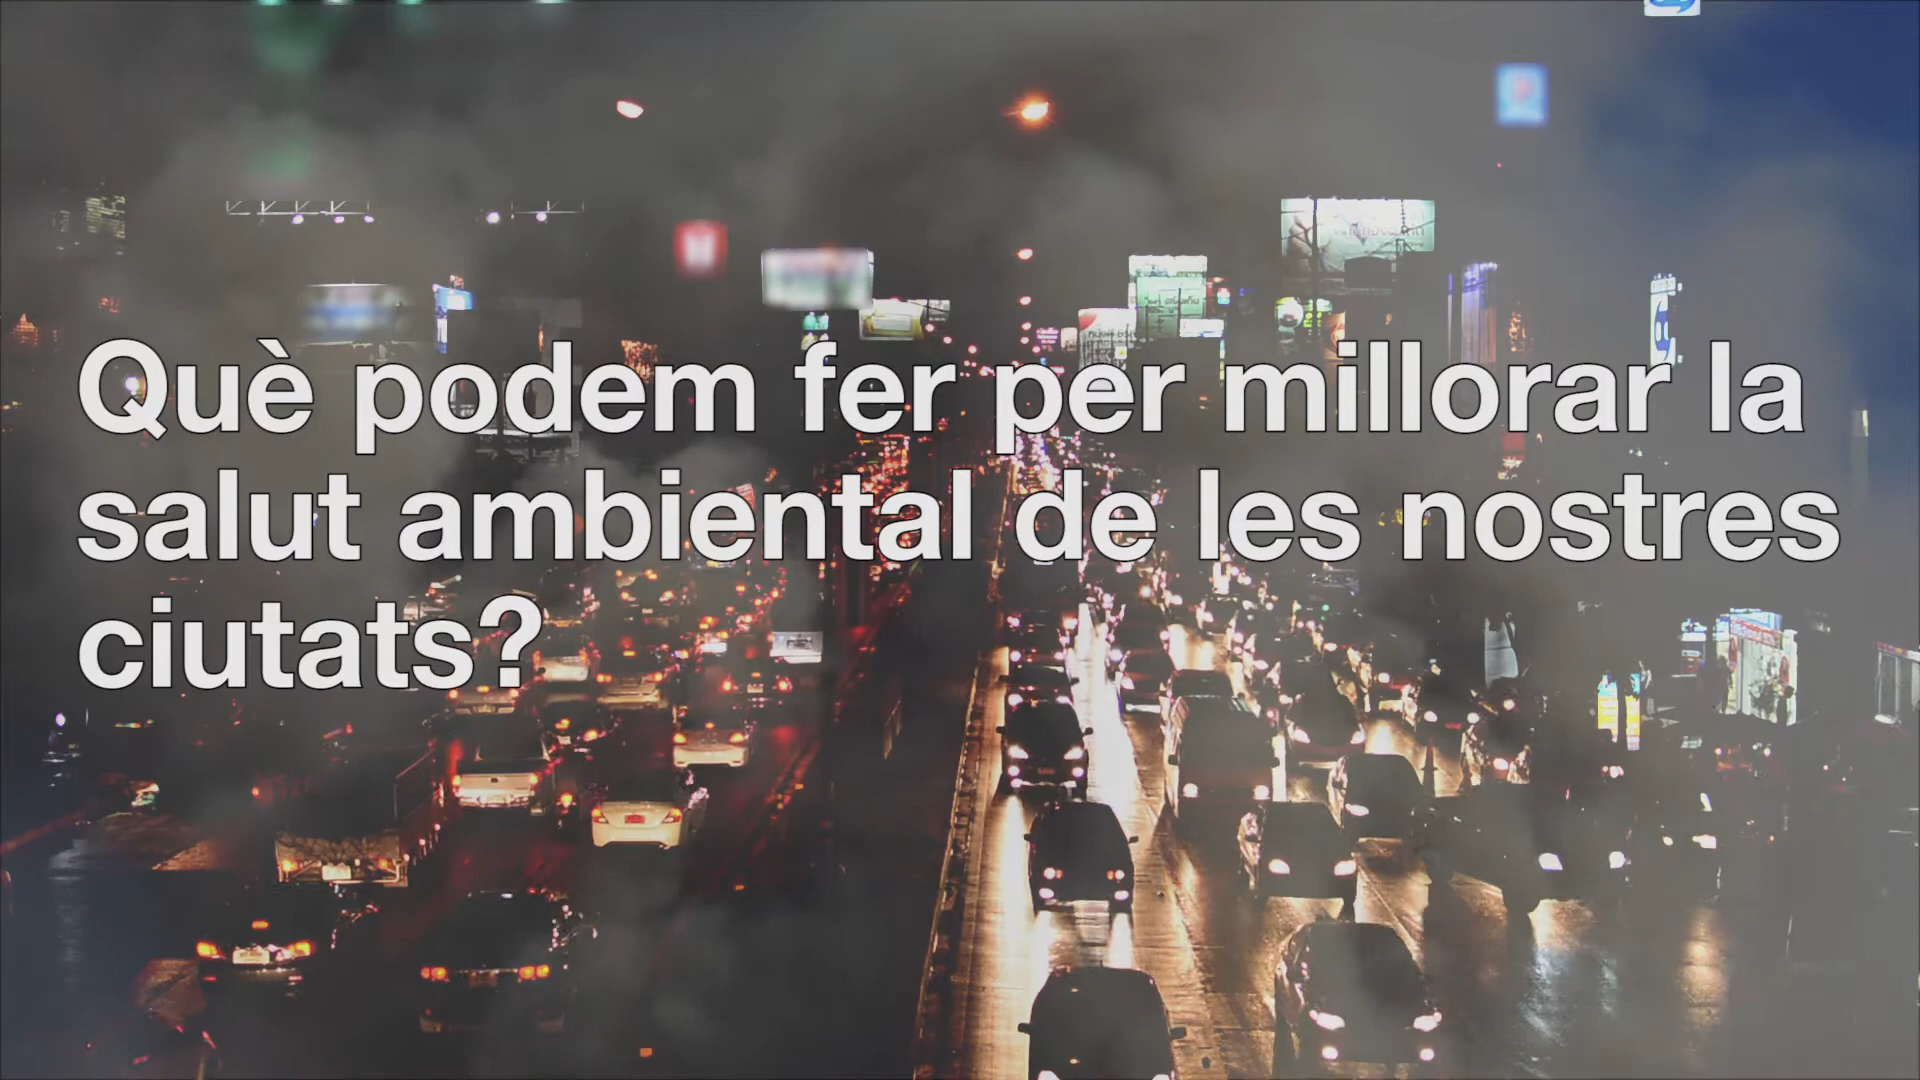 Què podem fer per millorar la
salut ambiental de les nostres
ciutats?